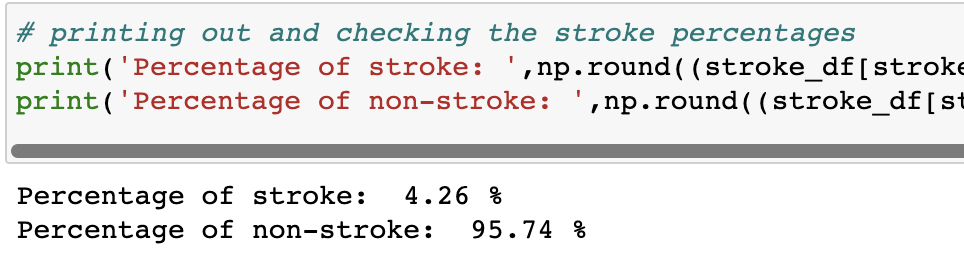 # printing out and checking the stroke percentages
print('Percentage of stroke: ',np.round((stroke_df[stroke
print('Percentage of non-stroke: ',np.round((stroke_df[st
Percentage of stroke:  4.26 %
Percentage of non-stroke:  95.74 %